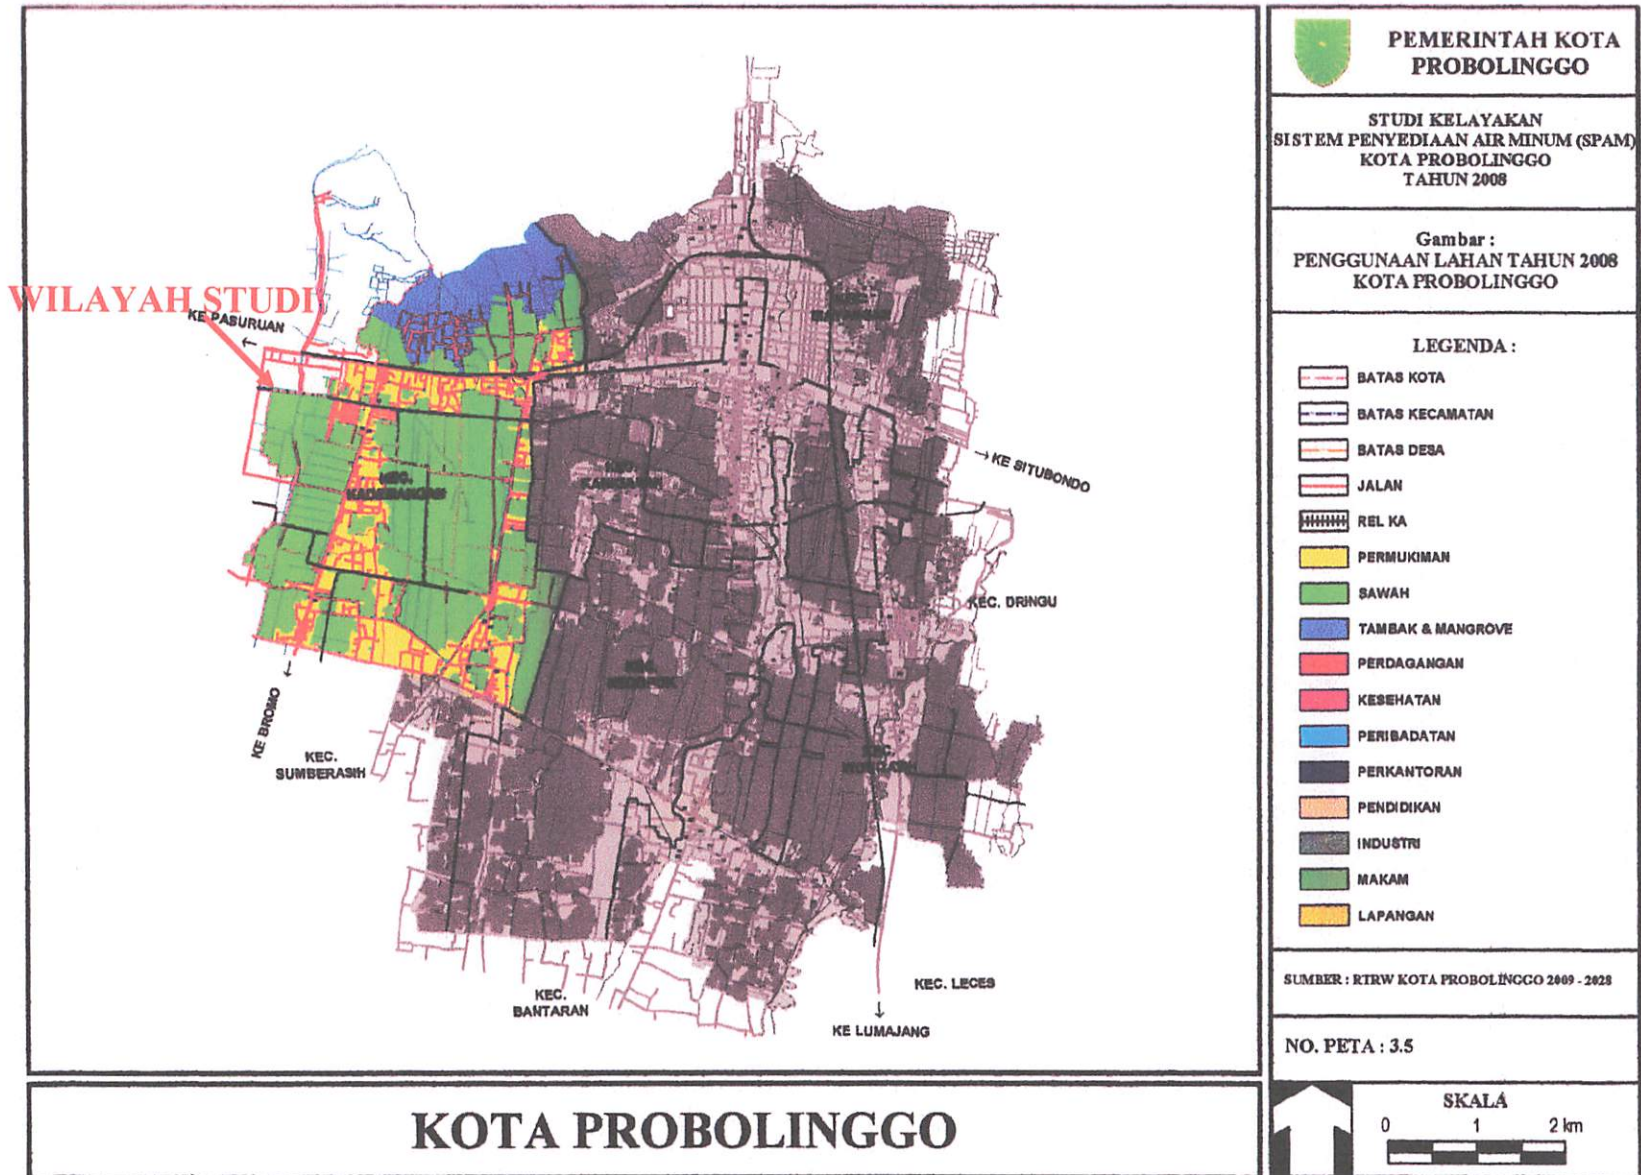 WILAYAH STUDI
KE PASURUAN
KE SITUBONDO
KEC.
KEC. DRINGU
KE BROMO
KEC.
SUMBERASIH
KEC.
KEC.
BANTARAN
KEC. LECES
KE LUMAJANG
KOTA PROBOLINGGO
PEMERINTAH KOTA
PROBOLINGGO
STUDI KELAYAKAN
SISTEM PENYEDIAAN AIR MINUM (SPAM)
KOTA PROBOLINGGO
TAHUN 2008
Gambar :
PENGGUNAAN LAHAN TAHUN 2008
KOTA PROBOLINGGO
LEGENDA :
BATAS KOTA
BATAS KECAMATAN
BATAS DESA
JALAN
REL KA
PERMUKIMAN
SAWAH
TAMBAK & MANGROVE
PERDAGANGAN
KESEHATAN
PERIBADATAN
PERKANTORAN
PENDIDIKAN
INDUSTRI
MAKAM
LAPANGAN
SUMBER : RTRW KOTA PROBOLINGGO 2009 - 2028
NO. PETA : 3.5
SKALA
0 1 2 km